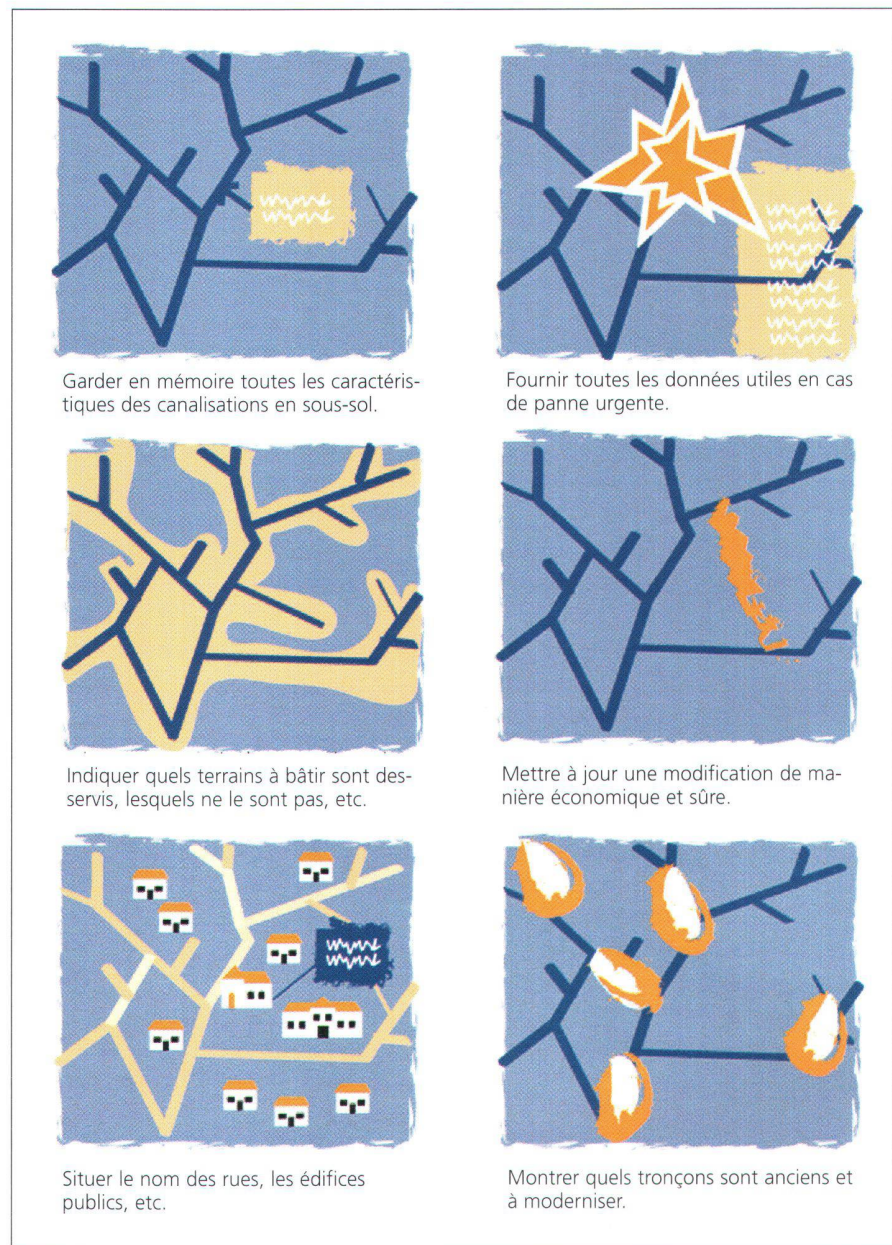 Garder en mémoire toutes les caractéris-
tiques des canalisations en sous-sol.
Fournir toutes les données utiles en cas
de panne urgente.
Indiquer quels terrains à bâtir sont des-
servis, lesquels ne le sont pas, etc.
Mettre à jour une modification de ma-
nière économique et sûre.
Situer le nom des rues, les édifices
publics, etc.
Montrer quels tronçons sont anciens et
à moderniser.